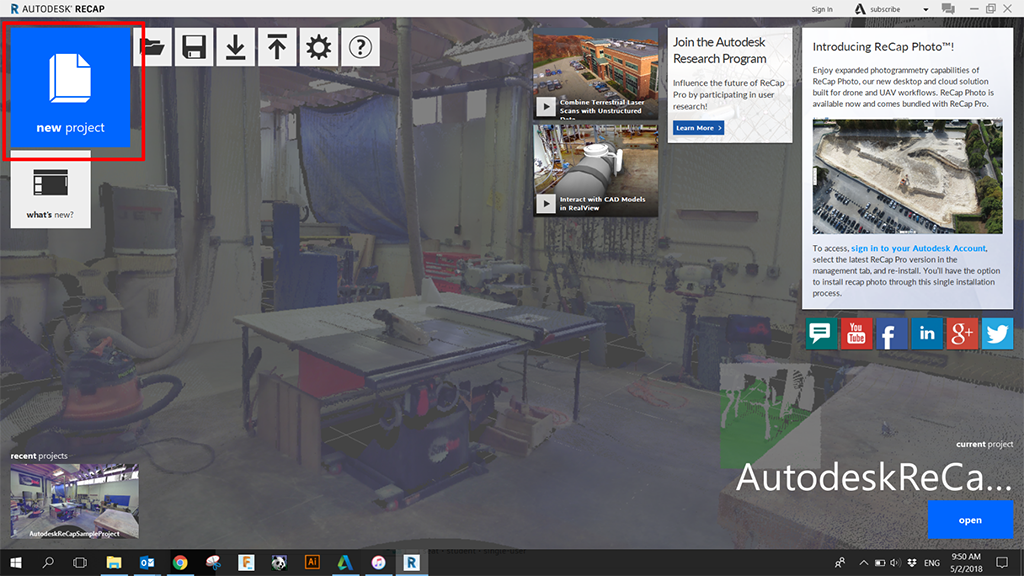 AUTODESK® RECAP
Sign In
subscribe
new project
what's new?
Combine Terrestrial Laser
Scans with Unstructured
Data
Interact with CAD Models
in RealView
Join the Autodesk
Research Program
Influence the future of ReCap
Pro by participating in user
research!
Learn More >
Introducing ReCap Photo™!
Enjoy expanded photogrammetry capabilities of
ReCap Photo, our new desktop and cloud solution
built for drone and UAV workflows. ReCap Photo is
available now and comes bundled with ReCap Pro.
To access, sign in to your Autodesk Account,
select the latest ReCap Pro version in the
management tab, and re-install. You'll have the option
to install recap photo through this single installation
process.
You
Tube
f
in
g+
current project
AutodeskReCa...
open
recent projects
AutodeskReCapSampleProject
ENG
9:50 AM
5/2/2018